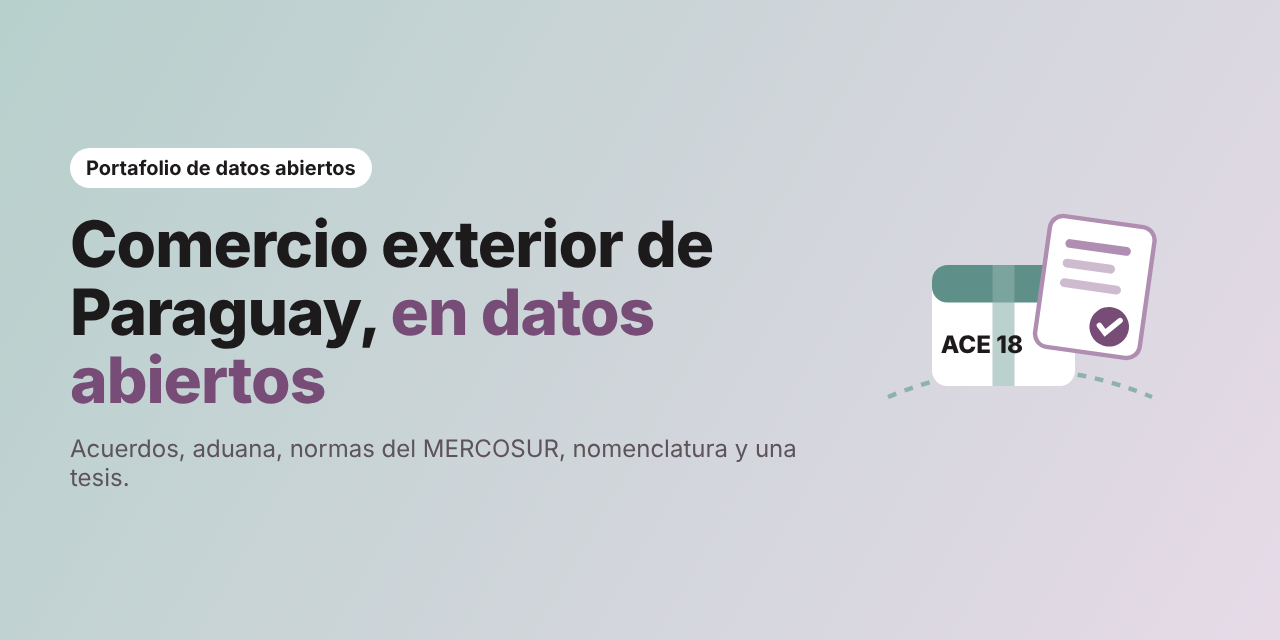 Portafolio de datos abiertos
Comercio exterior de
Paraguay, en datos
abiertos
Acuerdos, aduana, normas del MERCOSUR, nomenclatura y una
tesis.
ACE 18